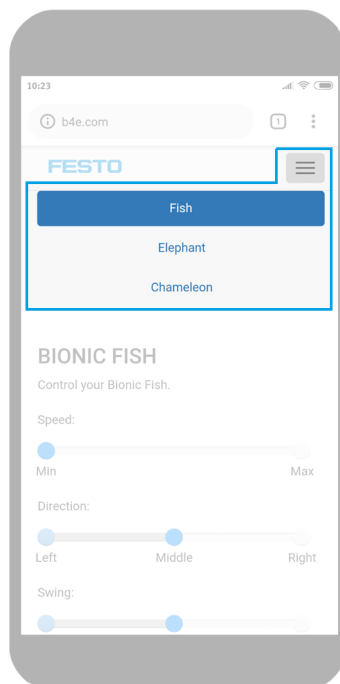 10:23
b4e.com
1
FESTO
Fish
Elephant
Chameleon
BIONIC FISH
Control your Bionic Fish.
Speed:
Min Max
Direction:
Left Middle Right
Swing: